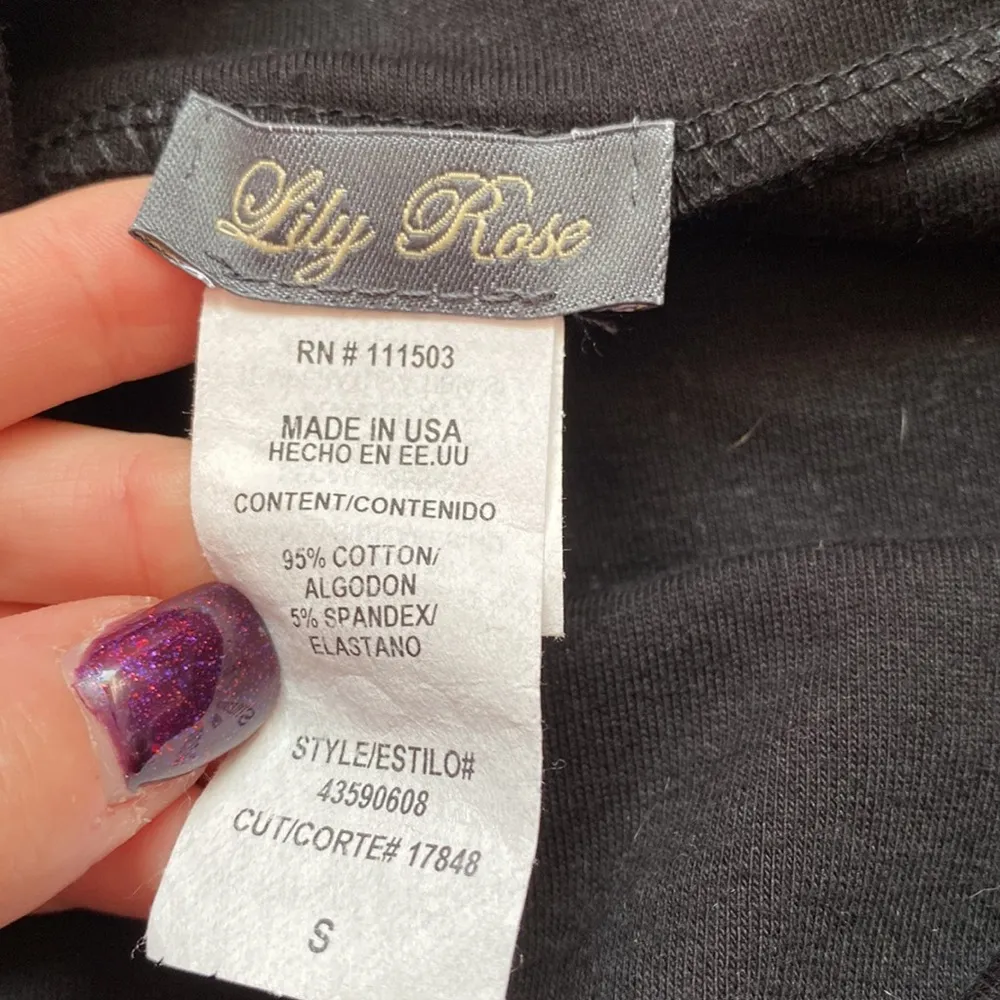 Lily Rose
RN # 111503
MADE IN USA
HECHO EN EE.UU
CONTENT/CONTENIDO
95% COTTON/
ALGODON
5% SPANDEX/
ELASTANO
STYLE/ESTILO#
43590608
CUT/CORTE# 17848
S